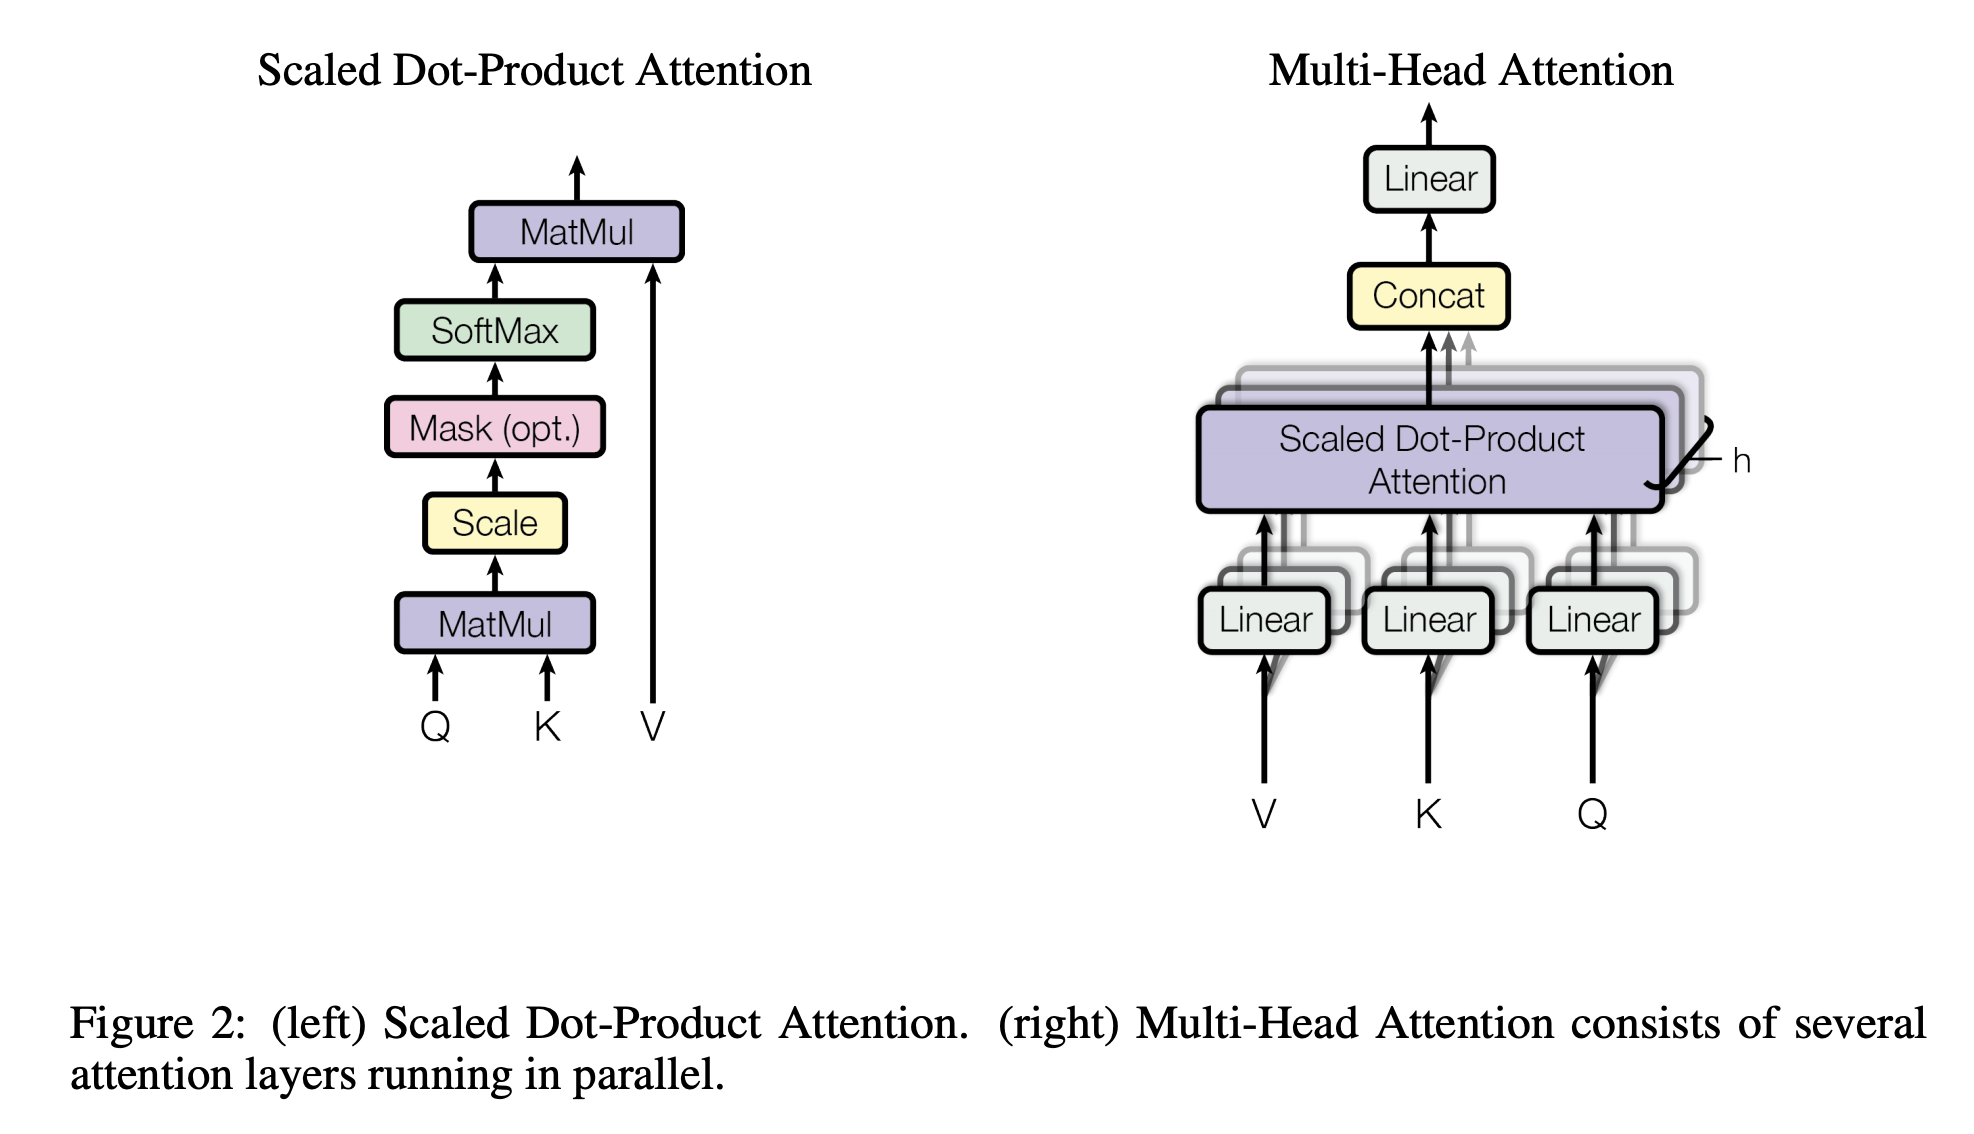 Scaled Dot-Product Attention
MatMul
SoftMax
Mask (opt.)
Scale
MatMul
Q K V
Multi-Head Attention
Linear
Concat
Scaled Dot-Product
Attention
h
Linear Linear Linear
V K Q
Figure 2: (left) Scaled Dot-Product Attention. (right) Multi-Head Attention consists of several
attention layers running in parallel.